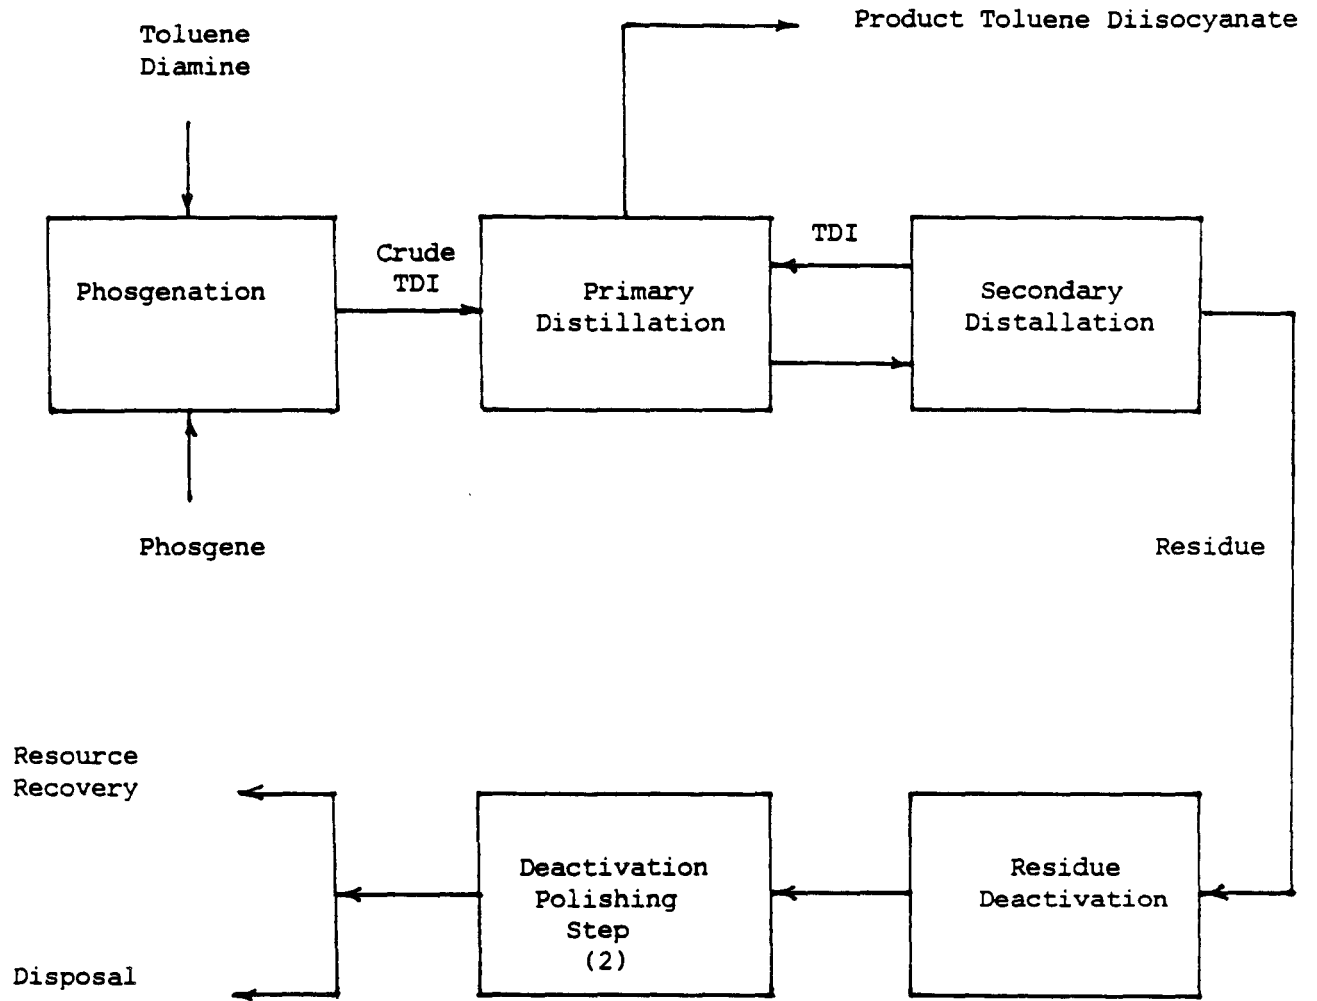 Product Toluene Diisocyanate
Toluene
Diamine
Phosgenation
Crude
TDI
Primary
Distillation
TDI
Secondary
Distallation
Phosgene
Residue
Resource
Recovery
Deactivation
Polishing
Step
(2)
Residue
Deactivation
Disposal